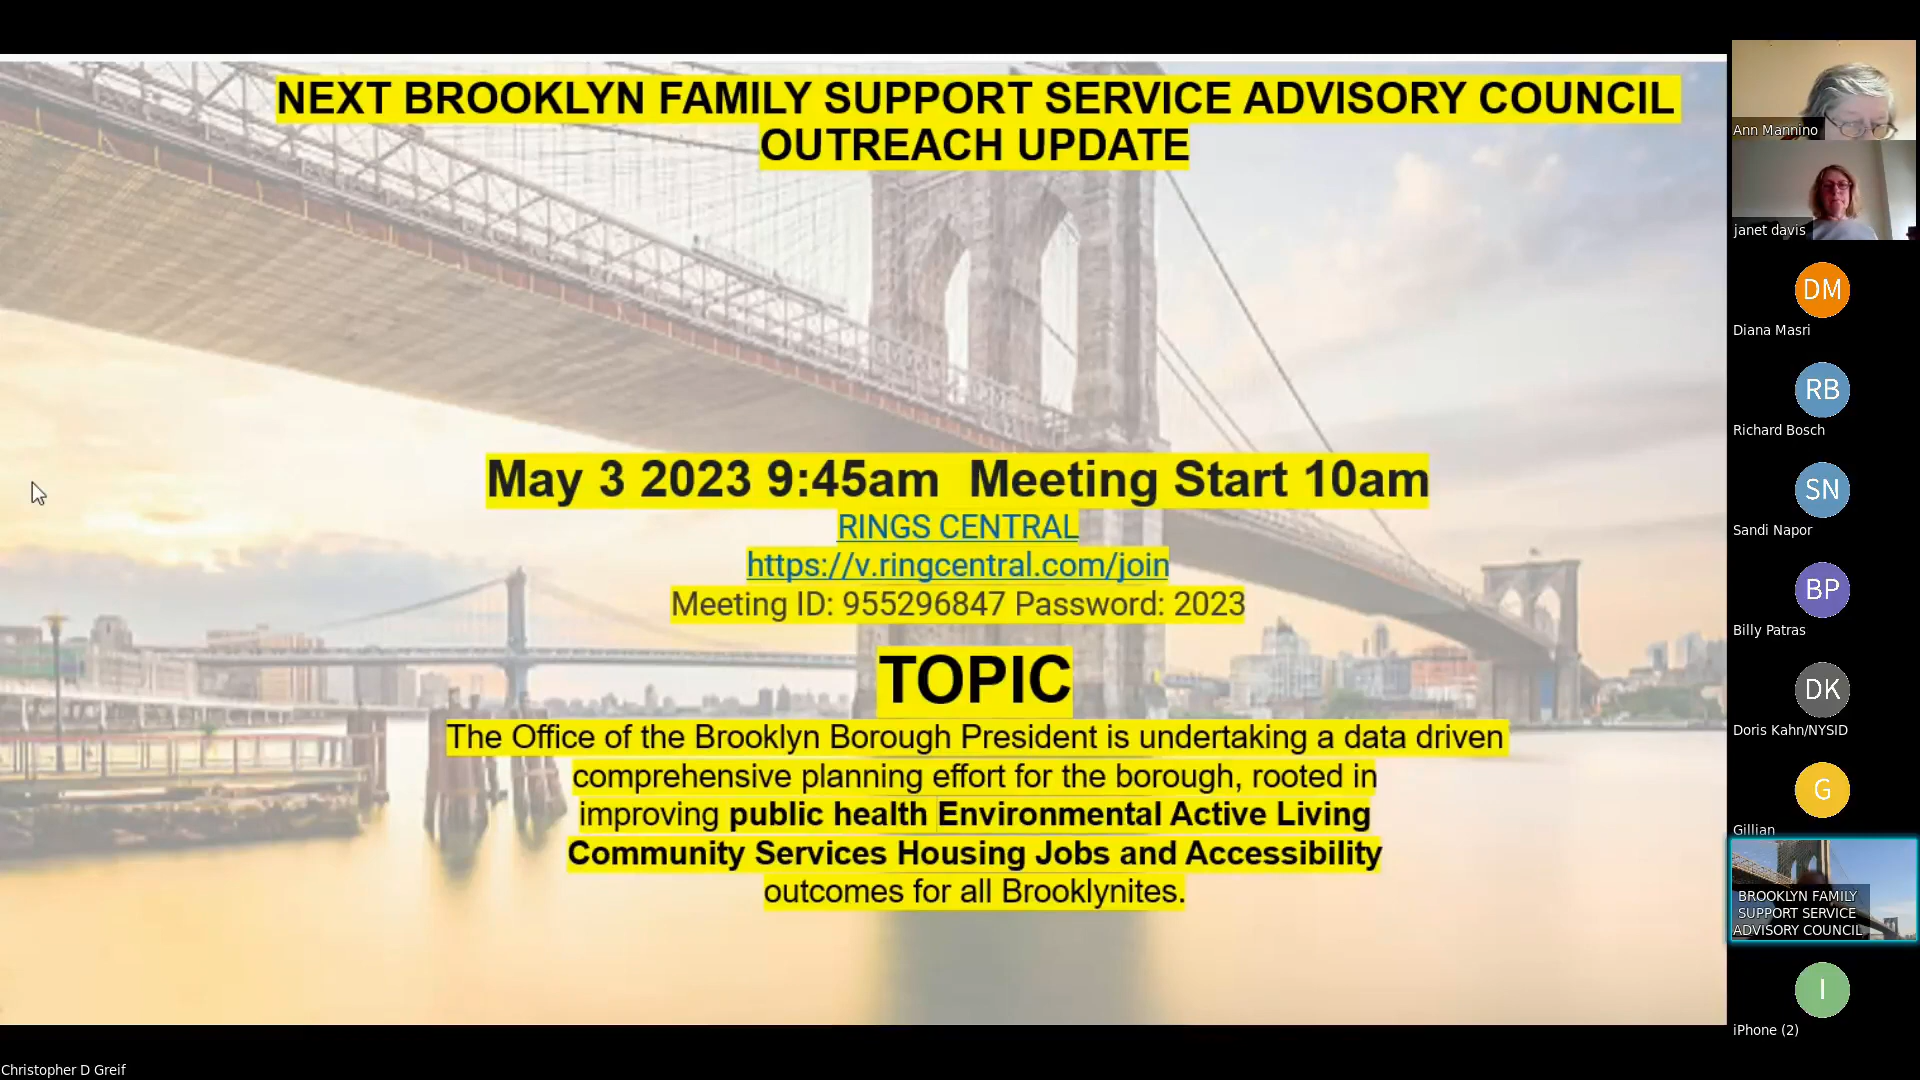 NEXT BROOKLYN FAMILY SUPPORT SERVICE ADVISORY COUNCIL
OUTREACH UPDATE
May 3 2023 9:45am  Meeting Start 10am
RINGS CENTRAL
https://v.ringcentral.com/join
Meeting ID: 955296847 Password: 2023
TOPIC
The Office of the Brooklyn Borough President is undertaking a data driven
comprehensive planning effort for the borough, rooted in
improving public health Environmental Active Living
Community Services Housing Jobs and Accessibility
outcomes for all Brooklynites.
Ann Mannino
janet davis
DM
Diana Masri
RB
Richard Bosch
SN
Sandi Napor
BP
Billy Patras
DK
Doris Kahn/NYSID
G
Gillian
BROOKLYN FAMILY
SUPPORT SERVICE
ADVISORY COUNCIL
I
iPhone (2)
Christopher D Greif